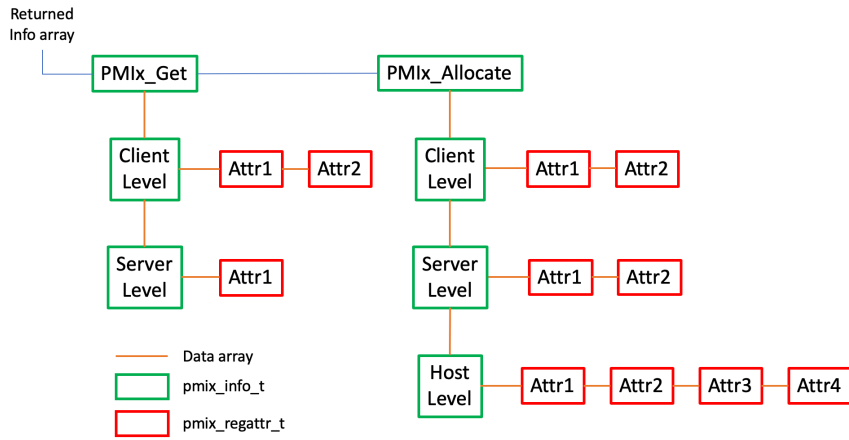 Returned
Info array
PMIx_Get
PMIx_Allocate
Client
Level
Attr1
Attr2
Client
Level
Attr1
Attr2
Server
Level
Attr1
Server
Level
Attr1
Attr2
Data array
pmix_info_t
pmix_regattr_t
Host
Level
Attr1
Attr2
Attr3
Attr4